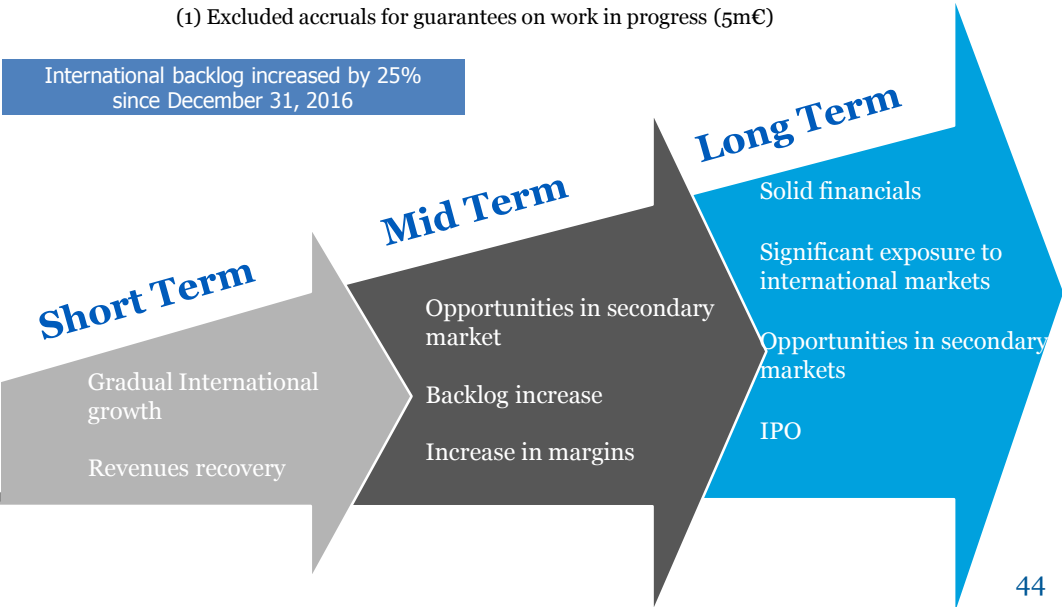 (1) Excluded accruals for guarantees on work in progress (5m€)
International backlog increased by 25%
since December 31, 2016
Short Term
Gradual International
growth
Revenues recovery
Mid Term
Opportunities in secondary
market
Backlog increase
Increase in margins
Long Term
Solid financials
Significant exposure to
international markets
Opportunities in secondary
markets
IPO
44